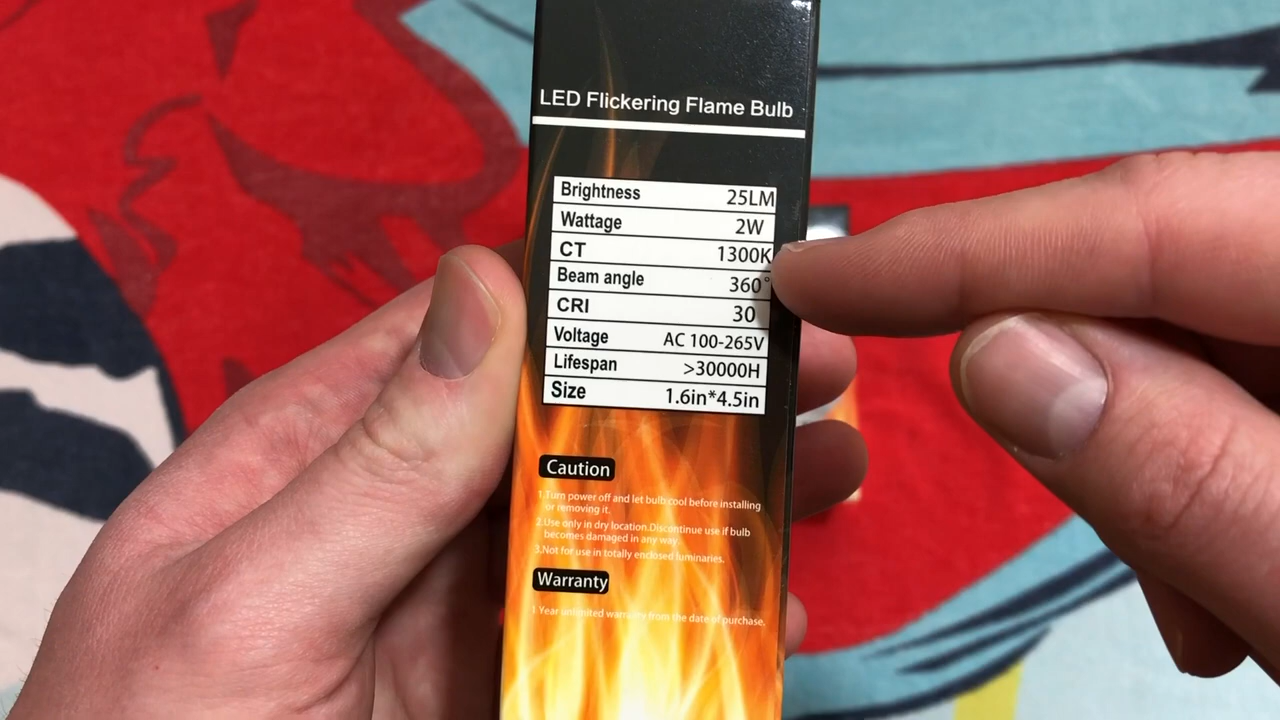 LED Flickering Flame Bulb
Brightness 25LM
Wattage 2W
CT 1300K
Beam angle 360°
CRI 30
Voltage AC 100-265V
Lifespan >30000H
Size 1.6in*4.5in
Caution
1.Turn power off and let bulb cool before installing
or removing it.
2.Use only in dry location.Discontinue use if bulb
becomes damaged in any way.
3.Not for use in totally enclosed luminaries.
Warranty
1.Year unlimited warranty from the date of purchase.